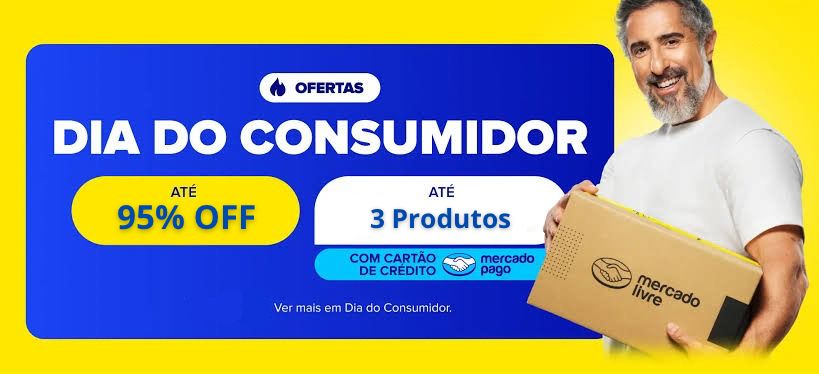 OFERTAS
DIA DO CONSUMIDOR
ATÉ
95% OFF
ATÉ
3 Produtos
COM CARTÃO
DE CRÉDITO
mercado
pago
Ver mais em Dia do Consumidor.
mercado
livre